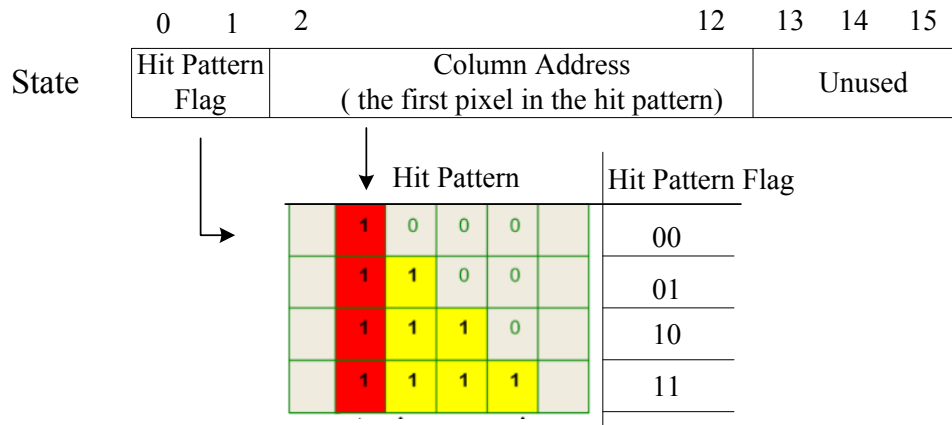 0 1 2 12 13 14 15
State
Hit Pattern Flag
Column Address
( the first pixel in the hit pattern)
Unused
Hit Pattern Hit Pattern Flag
1 0 0 0 00
1 1 0 0 01
1 1 1 0 10
1 1 1 1 11